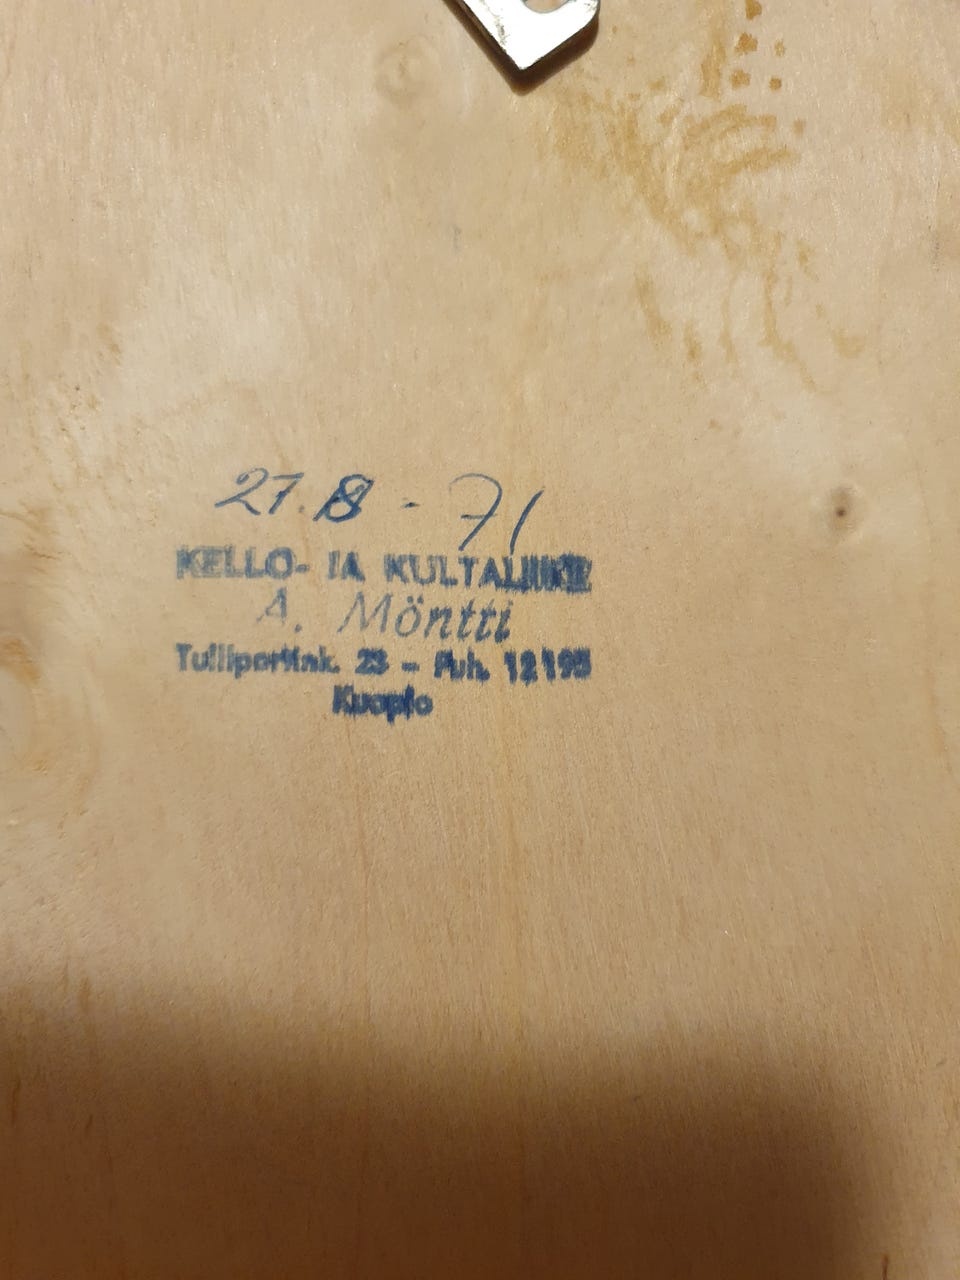 27.8 - 71
KELLO- JA KULTALIIKE
A. Möntti
Tulliportink. 23 - Puh. 12195
Kuopio